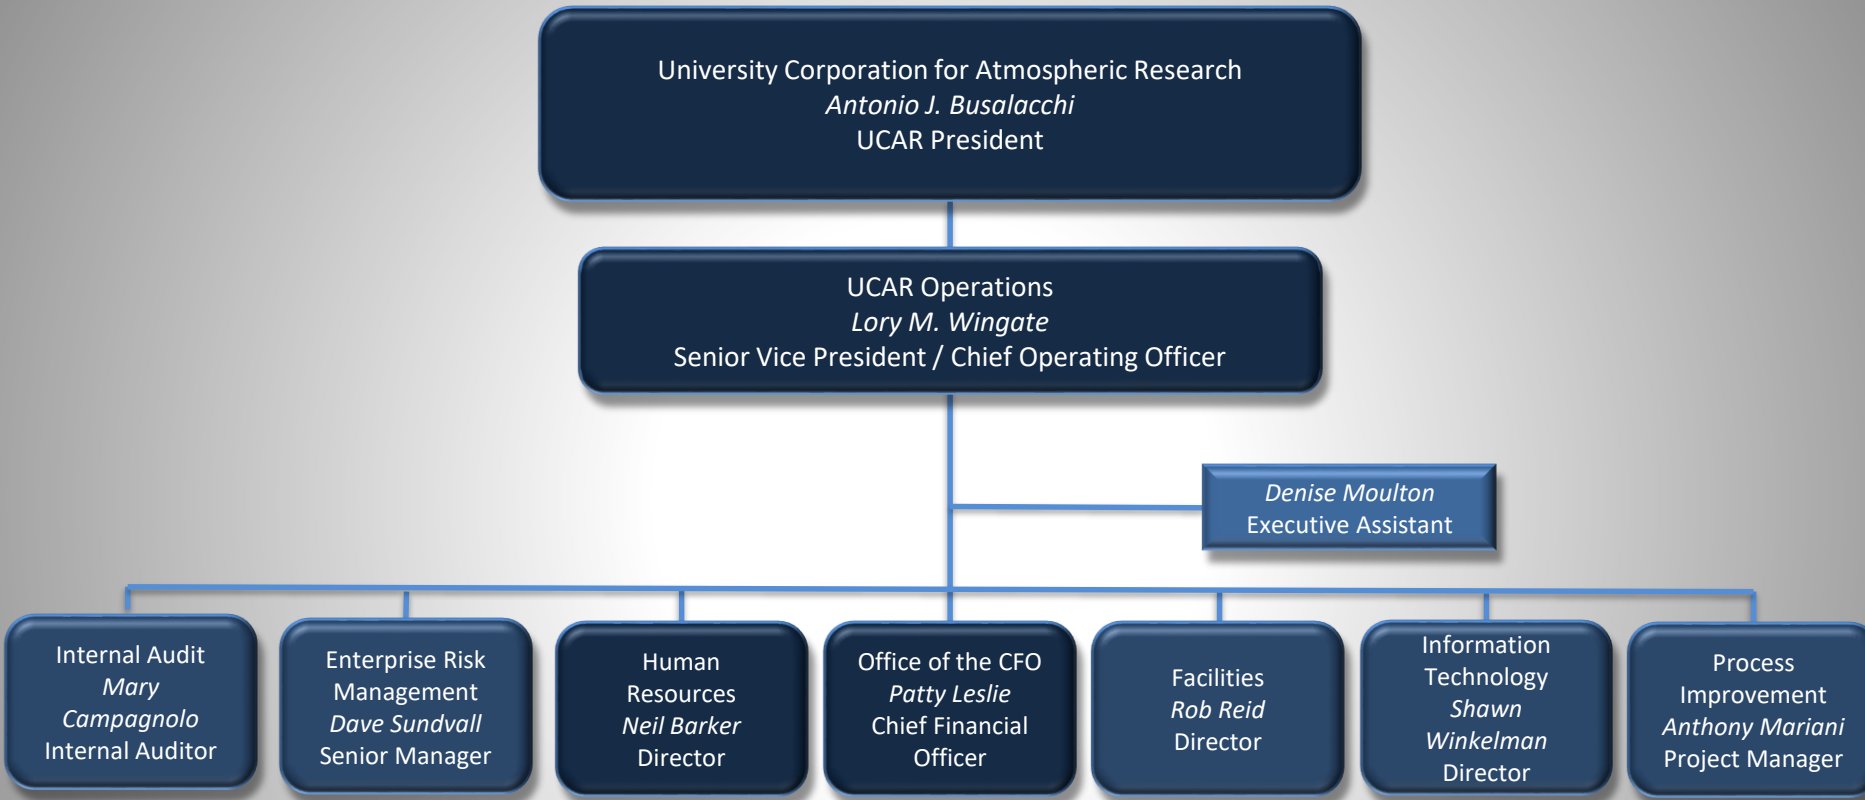 University Corporation for Atmospheric Research
Antonio J. Busalacchi
UCAR President
UCAR Operations
Lory M. Wingate
Senior Vice President / Chief Operating Officer
Denise Moulton
Executive Assistant
Internal Audit
Mary
Campagnolo
Internal Auditor
Enterprise Risk
Management
Dave Sundvall
Senior Manager
Human
Resources
Neil Barker
Director
Office of the CFO
Patty Leslie
Chief Financial
Officer
Facilities
Rob Reid
Director
Information
Technology
Shawn
Winkelman
Director
Process
Improvement
Anthony Mariani
Project Manager